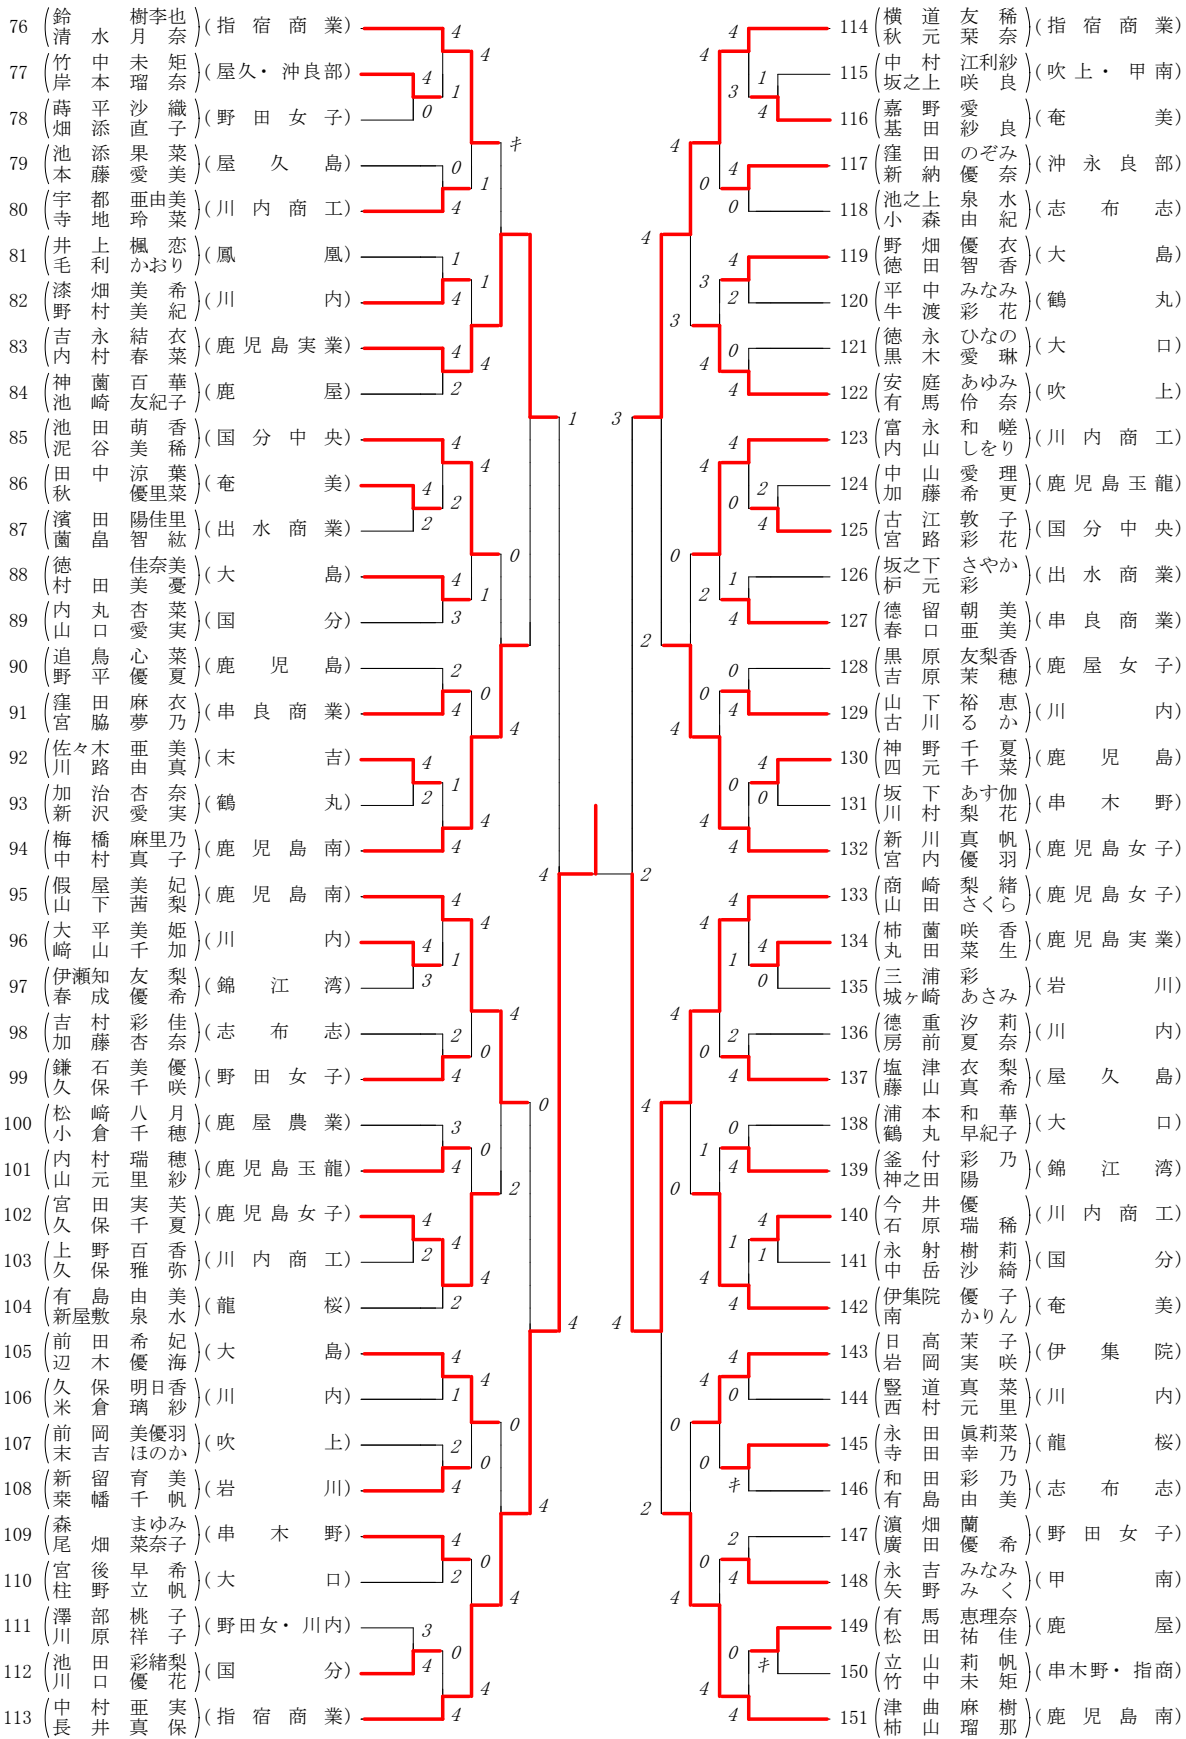 76 鈴 樹李也 (指宿商業)
清水月奈
77 竹中未矩 (屋久・沖良部)
岸本瑠奈
78 蒔平沙織 (野田女子)
畑添直子
79 池添果菜 (屋久島)
本藤愛美
80 宇都亜由美 (川内商工)
寺地玲菜
81 井上楓恋 (鳳凰)
毛利かおり
82 漆畑美希 (川内)
野村美紀
83 吉永結衣 (鹿児島実業)
内村春菜
84 神薗百華 (鹿屋)
池崎友紀子
85 池田萌香 (国分中央)
泥谷美稀
86 田中涼葉 (奄美)
秋 優里菜
87 濱田陽佳里 (出水商業)
薗畠智紘
88 徳 佳奈美 (大島)
村田美憂
89 内丸杏菜 (国分)
山口愛実
90 追鳥心菜 (鹿児島)
野平優夏
91 窪田麻衣 (串良商業)
宮脇夢乃
92 佐々木亜美 (末吉)
川路由真
93 加治杏奈 (鶴丸)
新沢愛実
94 梅橋麻里乃 (鹿児島南)
中村真子
95 假屋美妃 (鹿児島南)
山下茜梨
96 大平美姫 (川内)
﨑山千加
97 伊瀬知友梨 (錦江湾)
春成優希
98 吉村彩佳 (志布志)
加藤杏奈
99 鎌石美優 (野田女子)
久保千咲
100 松﨑八月 (鹿屋農業)
小倉千穂
101 内村瑞穂 (鹿児島玉龍)
山元里紗
102 宮田実芙 (鹿児島女子)
久保千夏
103 上野百香 (川内商工)
久保雅弥
104 有島由美 (龍桜)
新屋敷泉水
105 前田希妃 (大島)
辺木優海
106 久保明日香 (川内)
米倉璃紗
107 前岡美優羽 (吹上)
末吉ほのか
108 新留育美 (岩川)
桒幡千帆
109 森 まゆみ (串木野)
尾畑菜奈子
110 宮後早希 (大口)
柱野立帆
111 澤部桃子 (野田女・川内)
川原祥子
112 池田彩緒梨 (国分)
川口優花
113 中村亜実 (指宿商業)
長井真保
114 横道友稀 (指宿商業)
秋元栞奈
115 中村江利紗 (吹上・甲南)
坂之上咲良
116 嘉野愛 (奄美)
基田紗良
117 窪田のぞみ (沖永良部)
新納優奈
118 池之上泉水 (志布志)
小森由紀
119 野畑優衣 (大島)
徳田智香
120 平中みなみ (鶴丸)
牛渡彩花
121 徳永ひなの (大口)
黒木愛琳
122 安庭あゆみ (吹上)
有馬伶奈
123 富永和嵯 (川内商工)
内山しをり
124 中山愛理 (鹿児島玉龍)
加藤希更
125 古江敦子 (国分中央)
宮路彩花
126 坂之下さやか (出水商業)
枦元彩
127 德留朝美 (串良商業)
春口亜美
128 黒原友梨香 (鹿屋女子)
吉原茉穂
129 山下裕恵 (川内)
古川るか
130 神野千夏 (鹿児島)
四元千菜
131 坂下あす伽 (串木野)
川村梨花
132 新川真帆 (鹿児島女子)
宮内優羽
133 商崎梨緒 (鹿児島女子)
山田さくら
134 柿薗咲香 (鹿児島実業)
丸田菜生
135 三浦彩 (岩川)
城ヶ崎あさみ
136 德重汐莉 (川内)
房前夏奈
137 塩津衣梨 (屋久島)
藤山真希
138 浦本和華 (大口)
鶴丸早紀子
139 釜付彩乃 (錦江湾)
神之田陽
140 今井優 (川内商工)
石原瑞稀
141 永射樹莉 (国分)
中岳沙綺
142 伊集院優子 (奄美)
南 かりん
143 日高茉子 (伊集院)
岩岡実咲
144 豎道真菜 (川内)
西村元里
145 永田眞莉菜 (龍桜)
寺田幸乃
146 和田彩乃 (志布志)
有島由美
147 濵畑蘭 (野田女子)
廣田優希
148 永吉みなみ (甲南)
矢野みく
149 有馬恵理奈 (鹿屋)
松田祐佳
150 立山莉帆 (串木野・指商)
竹中未矩
151 津曲麻樹 (鹿児島南)
柿山瑠那